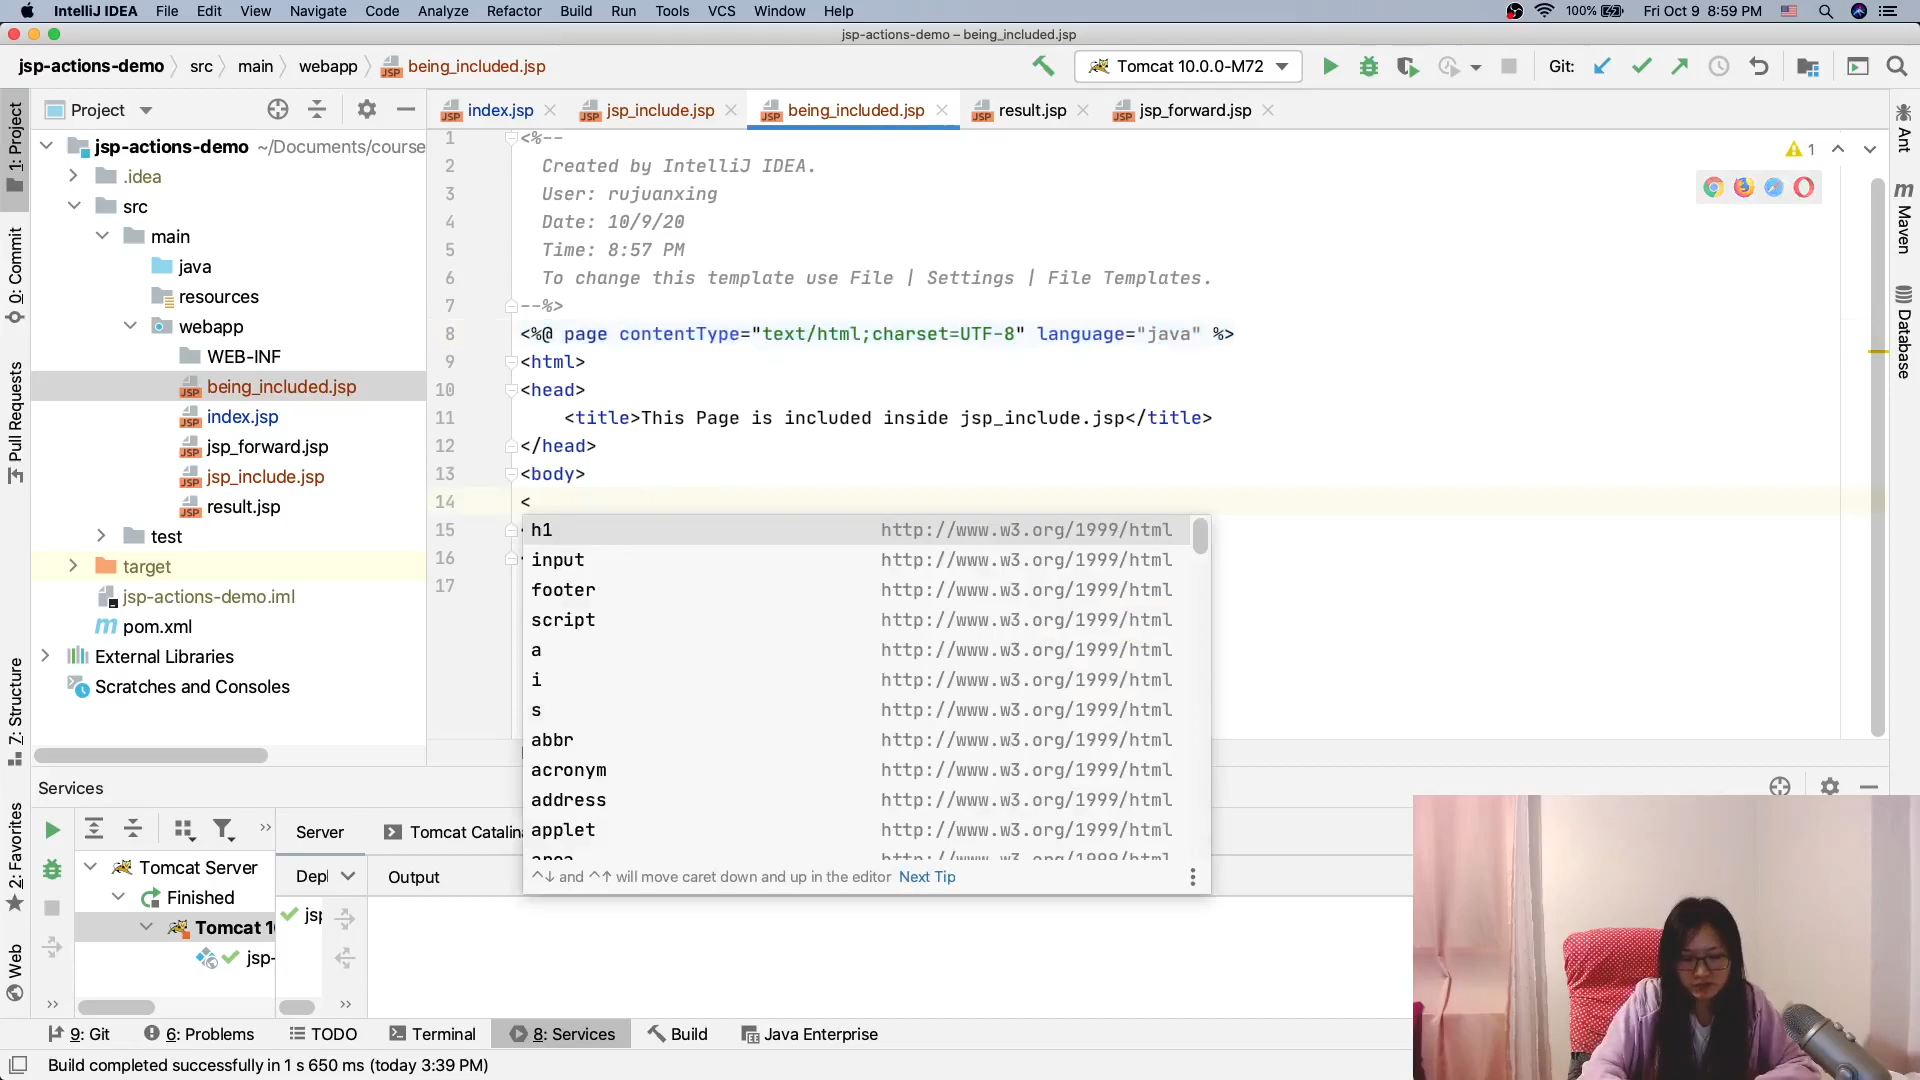 IntelliJ IDEA File Edit View Navigate Code Analyze Refactor Build Run Tools VCS Window Help 100% Fri Oct 9 8:59 PM
jsp-actions-demo – being_included.jsp
jsp-actions-demo src main webapp being_included.jsp Tomcat 10.0.0-M72 Git:
Project index.jsp jsp_include.jsp being_included.jsp result.jsp jsp_forward.jsp
1: Project
0: Commit
Pull Requests
Z: Structure
2: Favorites
Web
Ant
Maven
Database
jsp-actions-demo ~/Documents/course
.idea
src
main
java
resources
webapp
WEB-INF
being_included.jsp
index.jsp
jsp_forward.jsp
jsp_include.jsp
result.jsp
test
target
jsp-actions-demo.iml
pom.xml
External Libraries
Scratches and Consoles
1 <%--
2 Created by IntelliJ IDEA.
3 User: rujuanxing
4 Date: 10/9/20
5 Time: 8:57 PM
6 To change this template use File | Settings | File Templates.
7 --%>
8 <%@ page contentType="text/html;charset=UTF-8" language="java" %>
9 <html>
10 <head>
11 <title>This Page is included inside jsp_include.jsp</title>
12 </head>
13 <body>
14 <
15
16
17
1
h1 http://www.w3.org/1999/html
input http://www.w3.org/1999/html
footer http://www.w3.org/1999/html
script http://www.w3.org/1999/html
a http://www.w3.org/1999/html
i http://www.w3.org/1999/html
s http://www.w3.org/1999/html
abbr http://www.w3.org/1999/html
acronym http://www.w3.org/1999/html
address http://www.w3.org/1999/html
applet http://www.w3.org/1999/html
area http://www.w3.org/1999/html
^↓ and ^↑ will move caret down and up in the editor Next Tip
Services
Server Tomcat Catalina
Tomcat Server
Finished
Tomcat 1
jsp-
Depl Output
jsp
9: Git 6: Problems TODO Terminal 8: Services Build Java Enterprise
Build completed successfully in 1 s 650 ms (today 3:39 PM)